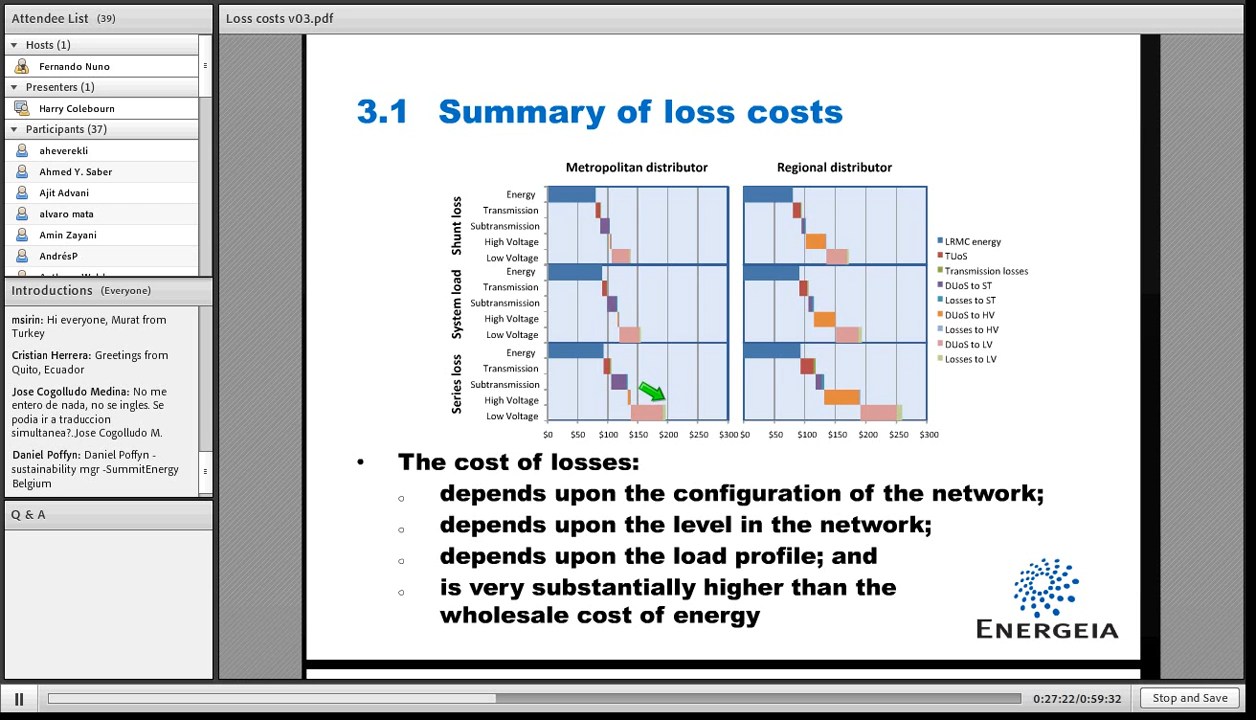 Attendee List (39)
Hosts (1)
Fernando Nuno
Presenters (1)
Harry Colebourn
Participants (37)
aheverekli
Ahmed Y. Saber
Ajit Advani
alvaro mata
Amin Zayani
AndrésP
Introductions (Everyone)
msirin: Hi everyone, Murat from
Turkey
Cristian Herrera: Greetings from
Quito, Ecuador
Jose Cogolludo Medina: No me
entero de nada, no se ingles. Se
podia ir a traduccion
simultanea?.Jose Cogolludo M.
Daniel Poffyn: Daniel Poffyn -
sustainability mgr -SummitEnergy
Belgium
Q & A
Loss costs v03.pdf
3.1 Summary of loss costs
Metropolitan distributor
Regional distributor
Shunt loss
Energy
Transmission
Subtransmission
High Voltage
Low Voltage
System load
Energy
Transmission
Subtransmission
High Voltage
Low Voltage
Series loss
Energy
Transmission
Subtransmission
High Voltage
Low Voltage
$0 $50 $100 $150 $200 $250 $300
$0 $50 $100 $150 $200 $250 $300
LRMC energy
TUoS
Transmission losses
DUoS to ST
Losses to ST
DUoS to HV
Losses to HV
DUoS to LV
Losses to LV
• The cost of losses:
○ depends upon the configuration of the network;
○ depends upon the level in the network;
○ depends upon the load profile; and
○ is very substantially higher than the
wholesale cost of energy
ENERGEIA
0:27:22/0:59:32
Stop and Save